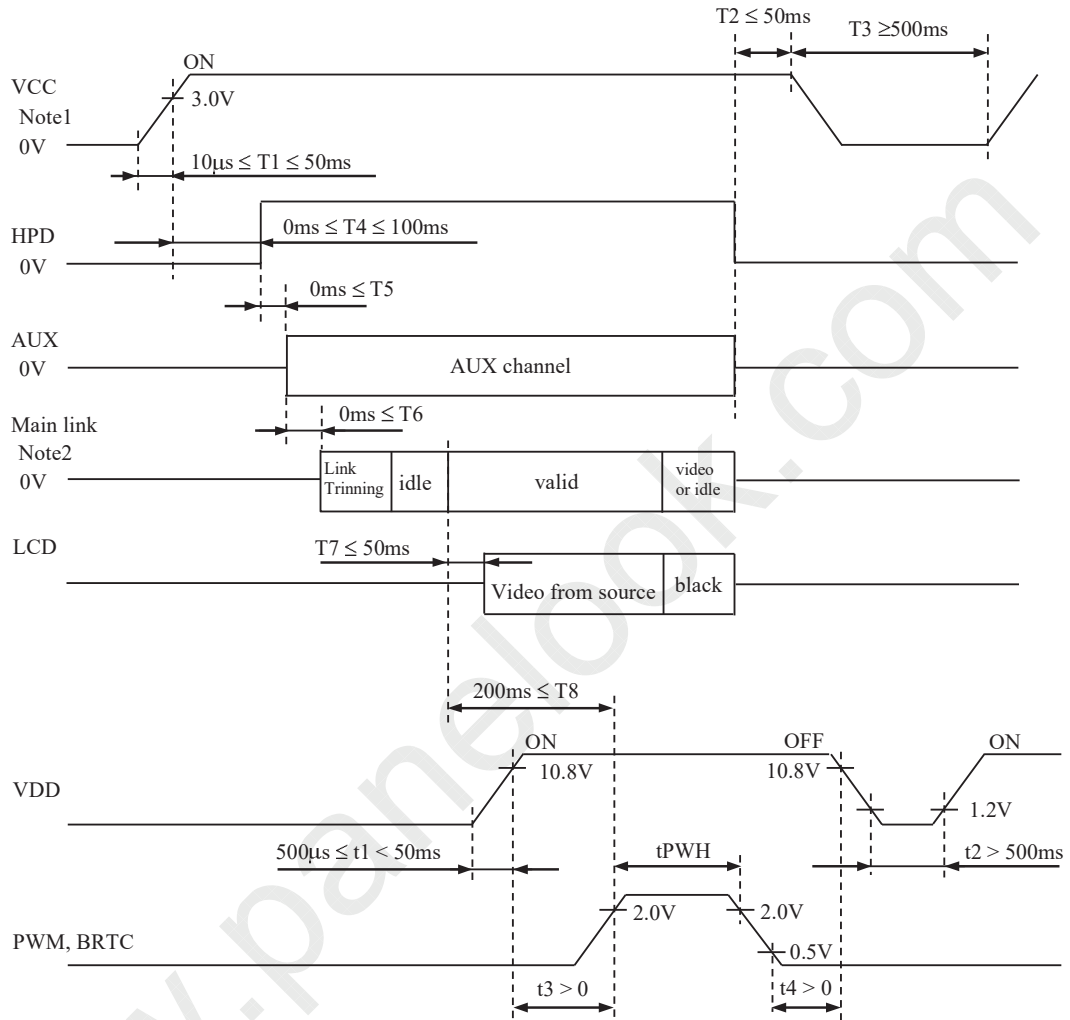 T2 ≤ 50ms
T3 ≥500ms
ON
VCC
3.0V
Note1
0V
10μs ≤ T1 ≤ 50ms
HPD
0ms ≤ T4 ≤ 100ms
0V
0ms ≤ T5
AUX
0V
AUX channel
Main link
0ms ≤ T6
Note2
0V
Link
Trinning
idle
valid
video
or idle
LCD
T7 ≤ 50ms
Video from source
black
200ms ≤ T8
ON
OFF
ON
10.8V
10.8V
VDD
1.2V
500μs ≤ t1 < 50ms
tPWH
t2 > 500ms
2.0V
2.0V
PWM, BRTC
0.5V
t3 > 0
t4 > 0
w.panelook.com